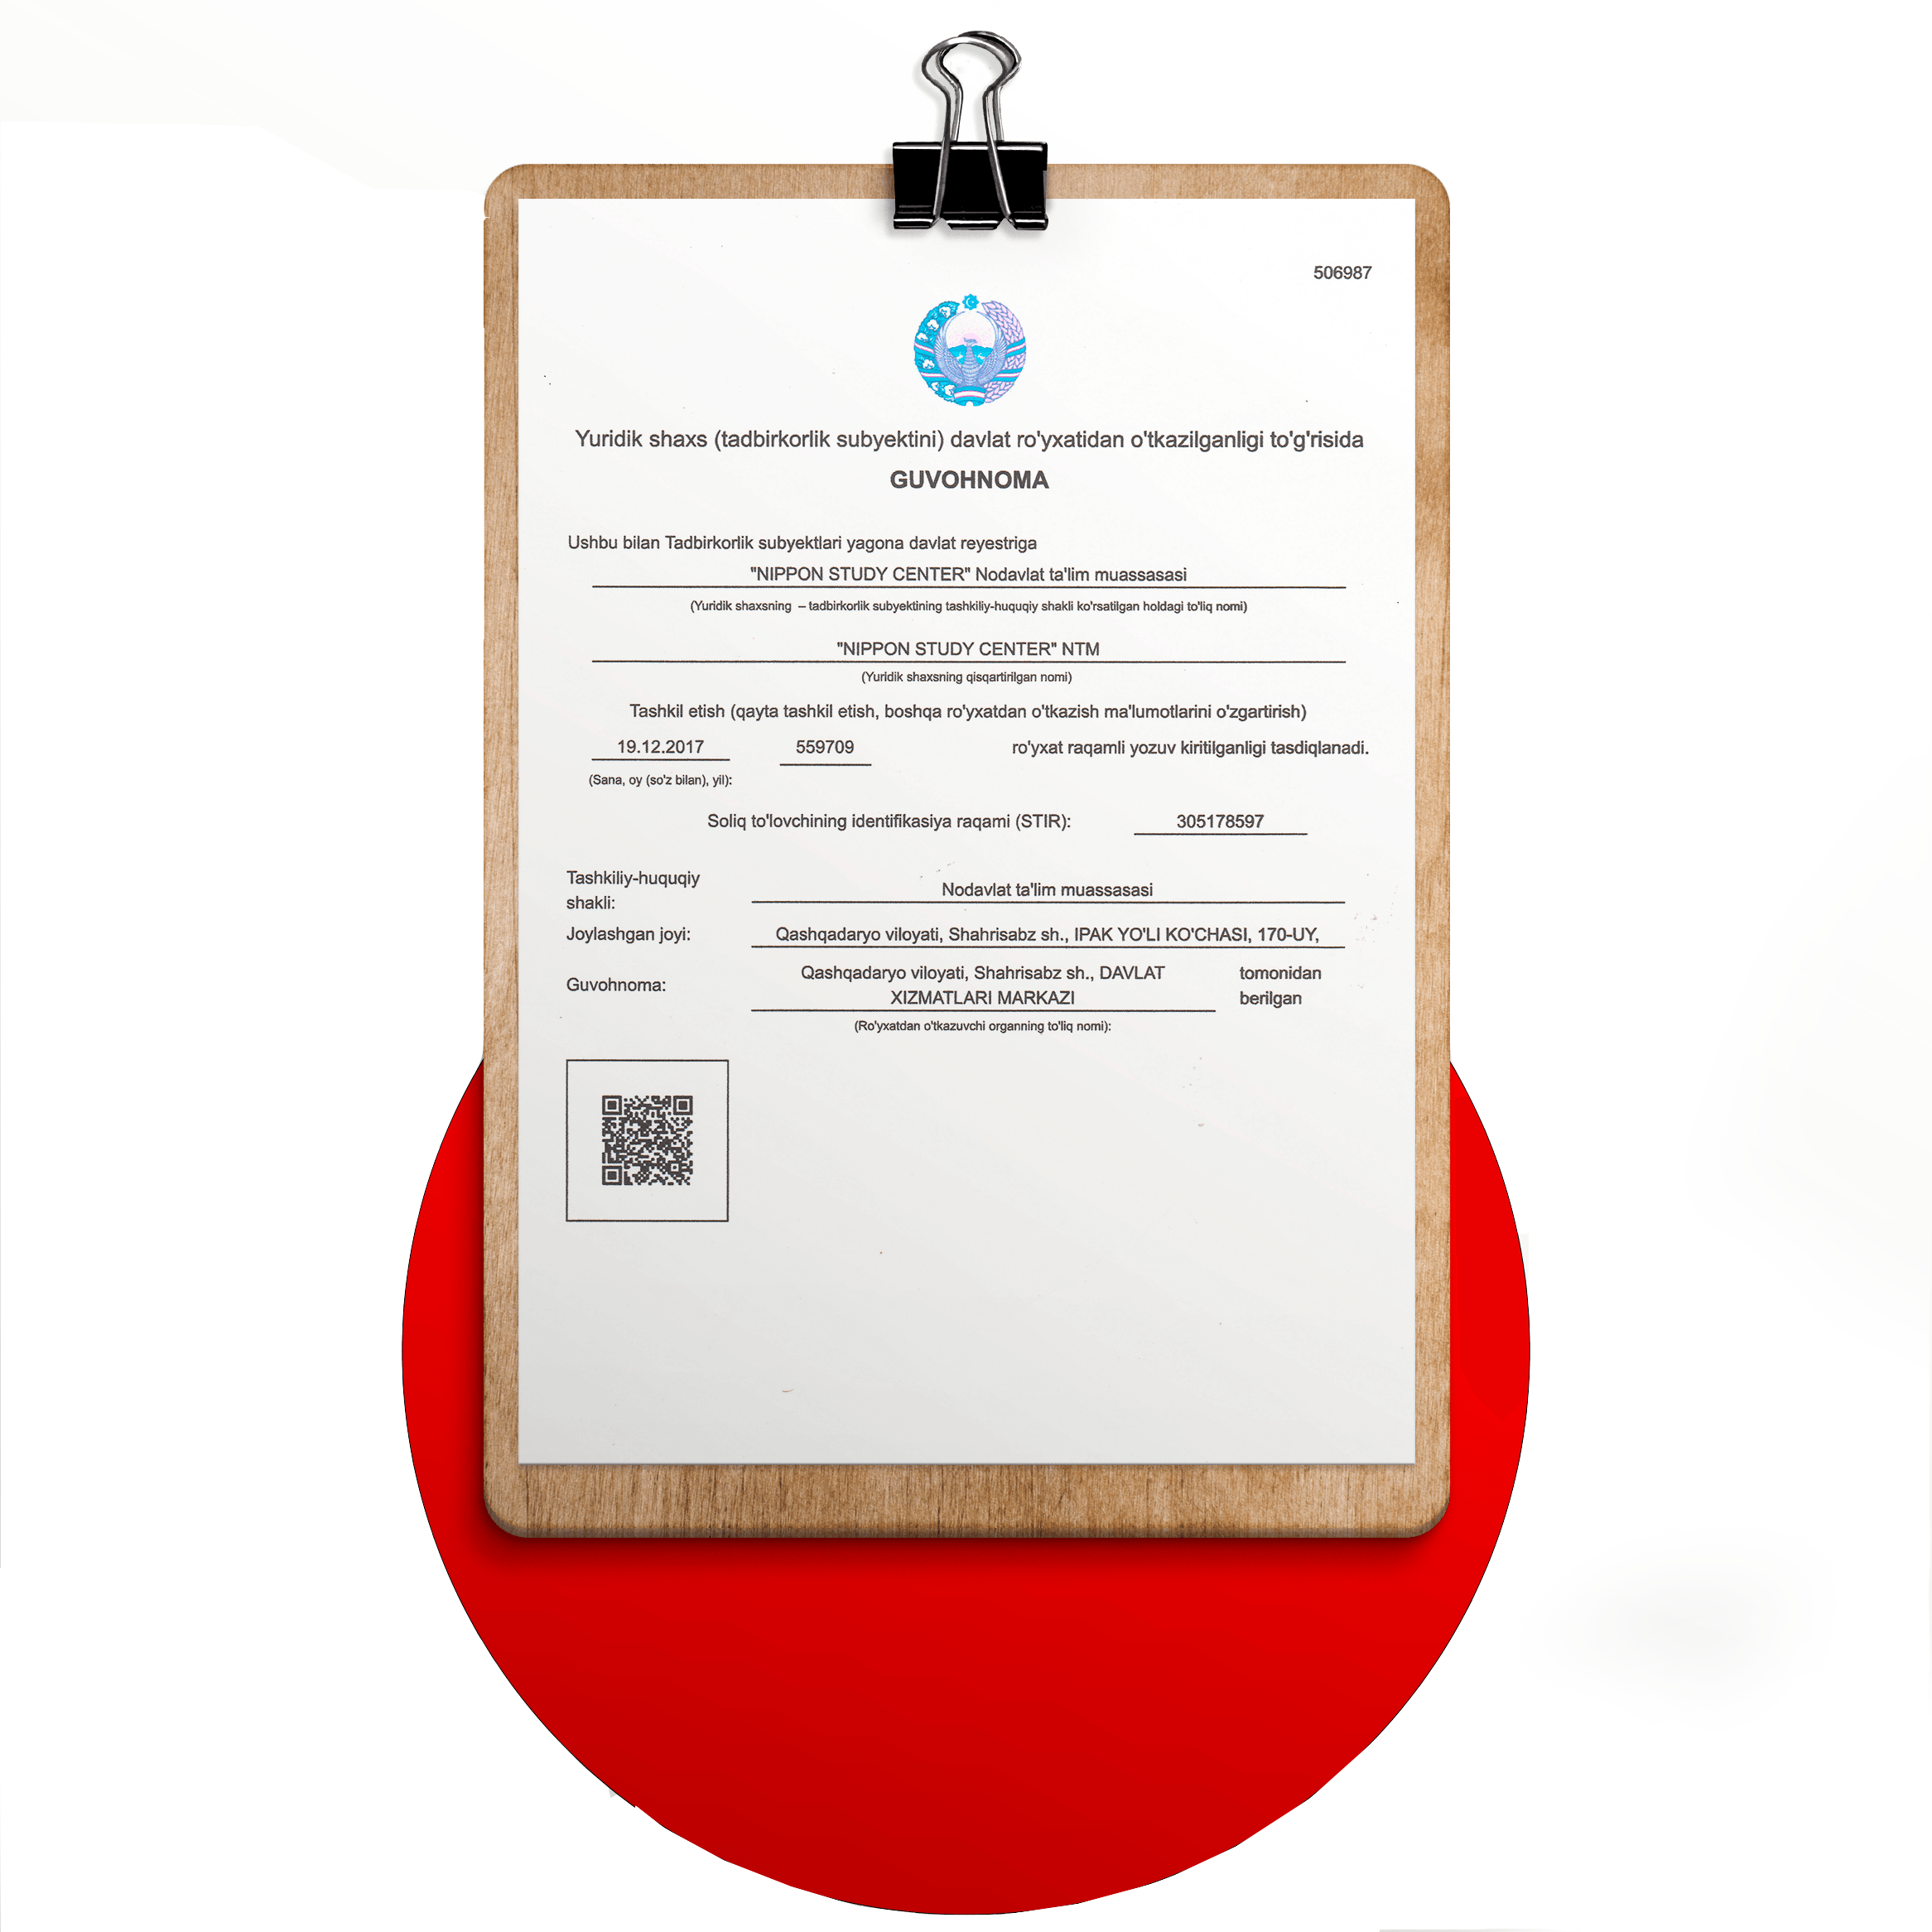 506987
Yuridik shaxs (tadbirkorlik subyektini) davlat ro'yxatidan o'tkazilganligi to'g'risida
GUVOHNOMA
Ushbu bilan Tadbirkorlik subyektlari yagona davlat reyestriga
"NIPPON STUDY CENTER" Nodavlat ta'lim muassasasi
(Yuridik shaxsning – tadbirkorlik subyektining tashkiliy-huquqiy shakli ko'rsatilgan holdagi to'liq nomi)
"NIPPON STUDY CENTER" NTM
(Yuridik shaxsning qisqartirilgan nomi)
Tashkil etish (qayta tashkil etish, boshqa ro'yxatdan o'tkazish ma'lumotlarini o'zgartirish)
19.12.2017 559709 ro'yxat raqamli yozuv kiritilganligi tasdiqlanadi.
(Sana, oy (so'z bilan), yil):
Soliq to'lovchining identifikasiya raqami (STIR): 305178597
Tashkiliy-huquqiy
shakli:
Nodavlat ta'lim muassasasi
Joylashgan joyi: Qashqadaryo viloyati, Shahrisabz sh., IPAK YO'LI KO'CHASI, 170-UY,
Guvohnoma:
Qashqadaryo viloyati, Shahrisabz sh., DAVLAT
XIZMATLARI MARKAZI
tomonidan
berilgan
(Ro'yxatdan o'tkazuvchi organning to'liq nomi):